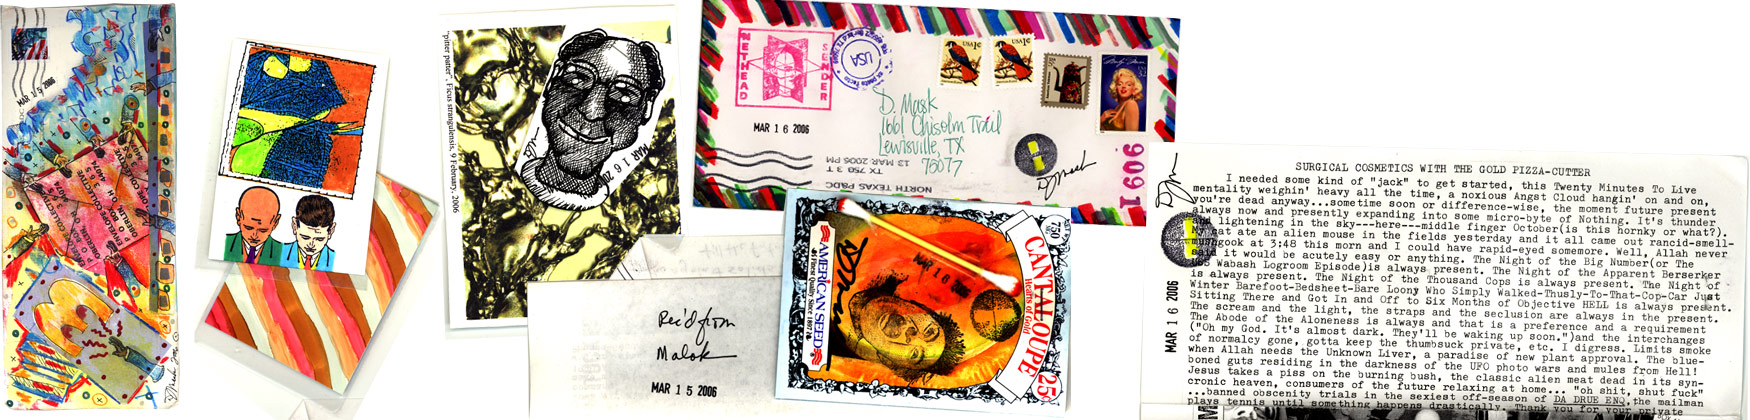 MAR 15 2006
"pitter patter", Ficus strangulensis, 9 February, 2006
MAR 16 2006
NETHEAD
SENDER
USA
USA 1c
USA 1c
MAR 16 2006
D. Mask
1661 Chisolm Trail
Lewisville, TX
75077
NORTH TEXAS P&DC
TX 750 3 T
13 MAR 2006 PM
9091
Rec'd from
Malok
MAR 15 2006
AMERICAN SEED
CANTALOUPE
Hearts of Gold
25¢
MAR 16
MAR 16 2006
SURGICAL COSMETICS WITH THE GOLD PIZZA-CUTTER
I needed some kind of "jack" to get started, this Twenty Minutes To Live
mentality weighin' heavy all the time, a noxious Angst Cloud hangin' on and on,
you're dead anyway...sometime soon or difference-wise, the moment future present
always now and presently expanding into some micro-byte of Nothing. It's thunder
and lightening in the sky---here---middle finger October(is this hornky or what?).
My cat ate an alien mouse in the fields yesterday and it all came out rancid-smell-
mushgook at 3:48 this morn and I could have rapid-eyed somemore. Well, Allah never
said it would be acutely easy or anything. The Night of the Big Number(or The
Wabash Logroom Episode)is always present. The Night of the Apparent Berserker
is always present. The Night of the Thousand Cops is always present. The Night of
Winter Barefoot-Bedsheet-Bare Loony Who Simply Walked-Thusly-To-That-Cop-Car Just
Sitting There and Got In and Off to Six Months of Objective HELL is always present.
The scream and the light, the straps and the seclusion are always in the present.
The Abode of the Aloneness is always and that is a preference and a requirement
("Oh my God. It's almost dark. They'll be waking up soon.")and the interchanges
of normalcy gone, gotta keep the thumbsuck private, etc. I digress. Limits smoke
when Allah needs the Unknown Liver, a paradise of new plant approval. The blue-
boned guts residing in the darkness of the UFO photo wars and mules from Hell!
Jesus takes a piss on the burning bush, the classic alien meat dead in its syn-
cronic heaven, consumers of the future relaxing at home... "oh shit, shut fuck"
...banned obscenity trials in the sexiest off-season of DA DRUE ENQ.the mailman
plays tennis until something happens drastically. Thank you for your private